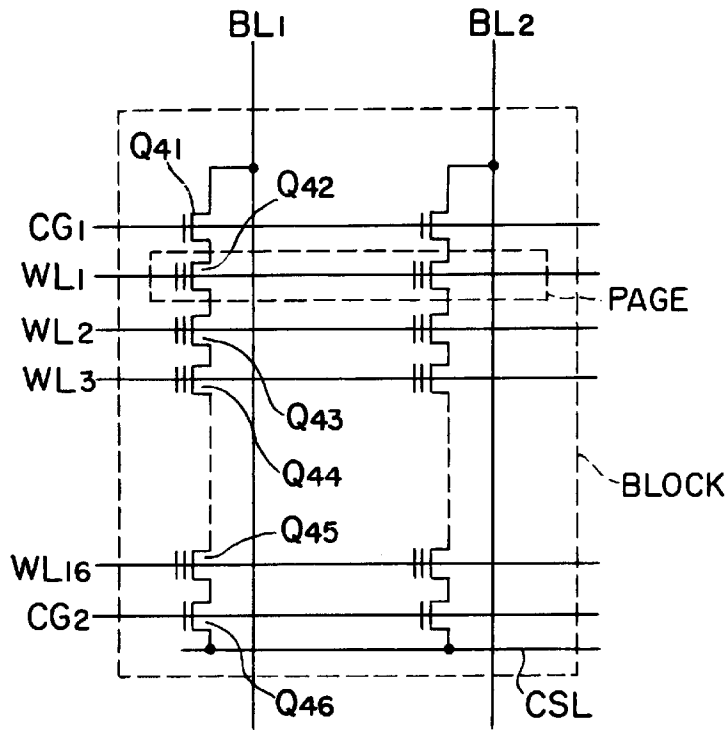 BL1 BL2
Q41
Q42
CG1
WL1
PAGE
WL2
WL3
Q43
Q44
BLOCK
Q45
WL16
CG2
Q46
CSL